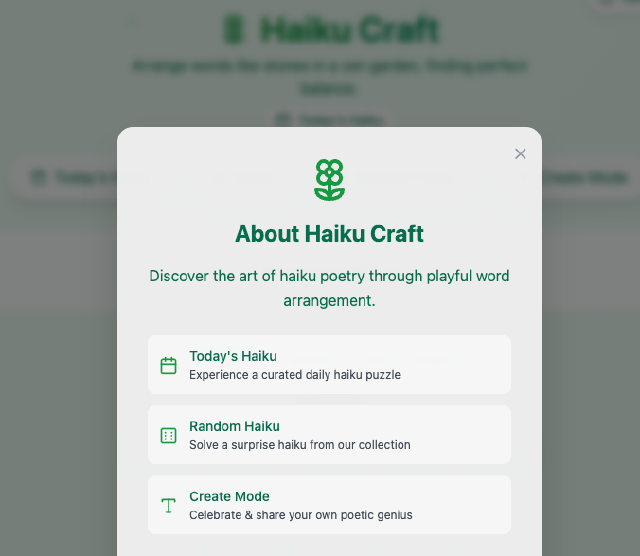 Haiku Craft
Arrange words like stones in a zen garden, finding perfect
balance.
Today's Haiku
Today's
Create Mode
About Haiku Craft
Discover the art of haiku poetry through playful word
arrangement.
Today's Haiku
Experience a curated daily haiku puzzle
Random Haiku
Solve a surprise haiku from our collection
Create Mode
Celebrate & share your own poetic genius